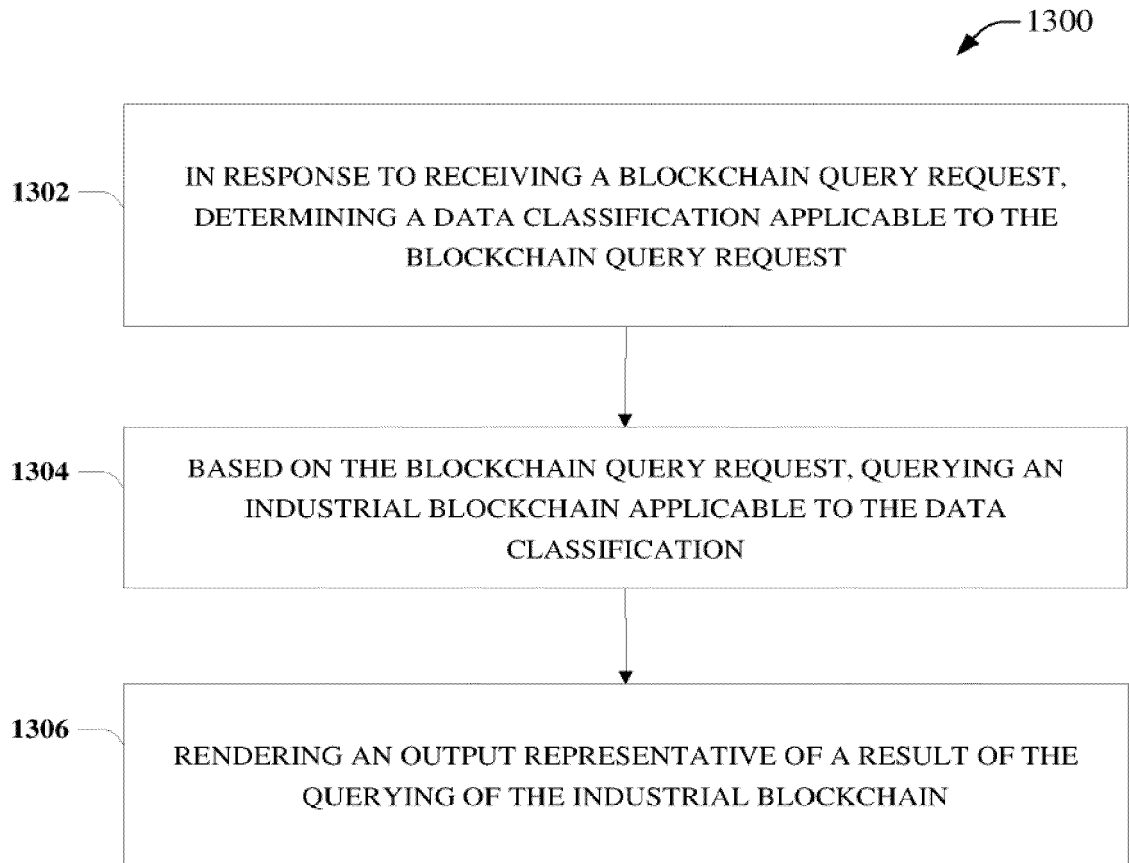 1300
1302
IN RESPONSE TO RECEIVING A BLOCKCHAIN QUERY REQUEST,
DETERMINING A DATA CLASSIFICATION APPLICABLE TO THE
BLOCKCHAIN QUERY REQUEST
1304
BASED ON THE BLOCKCHAIN QUERY REQUEST, QUERYING AN
INDUSTRIAL BLOCKCHAIN APPLICABLE TO THE DATA
CLASSIFICATION
1306
RENDERING AN OUTPUT REPRESENTATIVE OF A RESULT OF THE
QUERYING OF THE INDUSTRIAL BLOCKCHAIN